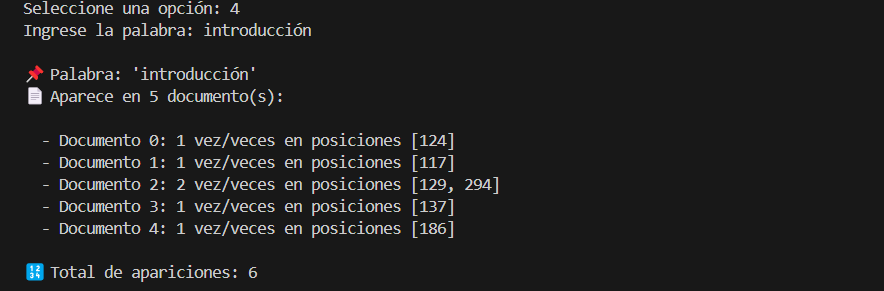 Seleccione una opción: 4
Ingrese la palabra: introducción
📌 Palabra: 'introducción'
📄 Aparece en 5 documento(s):
- Documento 0: 1 vez/veces en posiciones [124]
- Documento 1: 1 vez/veces en posiciones [117]
- Documento 2: 2 vez/veces en posiciones [129, 294]
- Documento 3: 1 vez/veces en posiciones [137]
- Documento 4: 1 vez/veces en posiciones [186]
🔢 Total de apariciones: 6